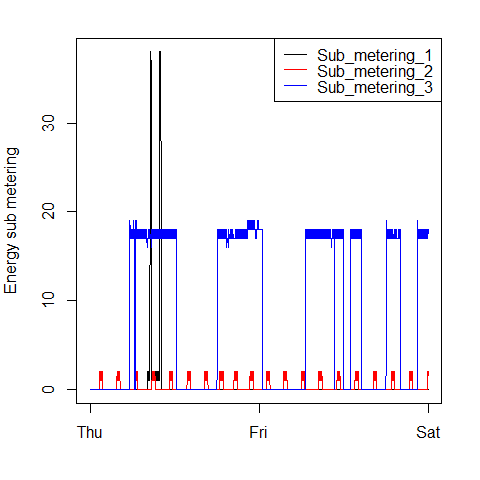 Sub_metering_1
Sub_metering_2
Sub_metering_3
Energy sub metering
30
20
10
0
Thu
Fri
Sat